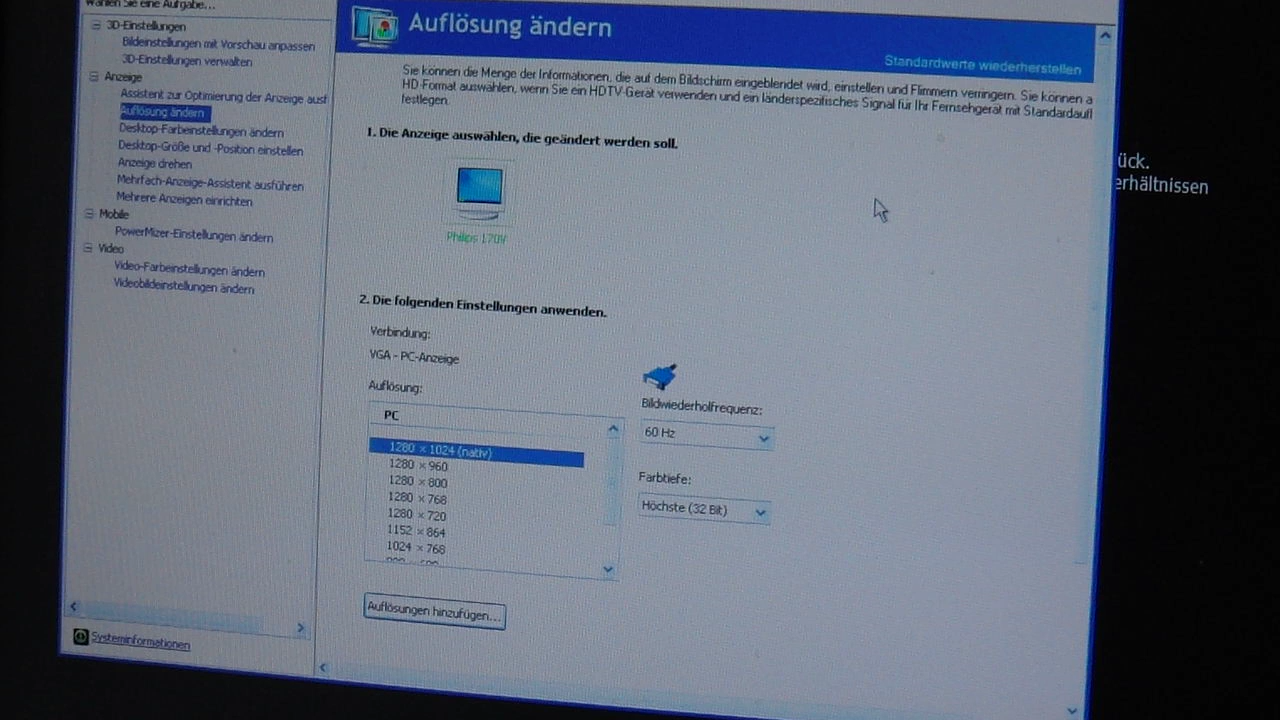 Wählen Sie eine Aufgabe...
3D-Einstellungen
Bildeinstellungen mit Vorschau anpassen
3D-Einstellungen verwalten
Anzeige
Assistent zur Optimierung der Anzeige ausf
Auflösung ändern
Desktop-Farbeinstellungen ändern
Desktop-Größe und -Position einstellen
Anzeige drehen
Mehrfach-Anzeige-Assistent ausführen
Mehrere Anzeigen einrichten
Mobile
PowerMizer-Einstellungen ändern
Video
Video-Farbeinstellungen ändern
Videobildeinstellungen ändern
Systeminformationen
Auflösung ändern
Standardwerte wiederherstellen
Sie können die Menge der Informationen, die auf dem Bildschirm eingeblendet wird, einstellen und Flimmern verringern. Sie können a
HD-Format auswählen, wenn Sie ein HDTV-Gerät verwenden und ein länderspezifisches Signal für Ihr Fernsehgerät mit Standardaufl
festlegen.
1. Die Anzeige auswählen, die geändert werden soll.
Philips 170V
2. Die folgenden Einstellungen anwenden.
Verbindung:
VGA - PC-Anzeige
Auflösung:
PC
1280 × 1024 (nativ)
1280 × 960
1280 × 800
1280 × 768
1280 × 720
1152 × 864
1024 × 768
Bildwiederholfrequenz:
60 Hz
Farbtiefe:
Höchste (32 Bit)
Auflösungen hinzufügen...
ück.
erhältnissen